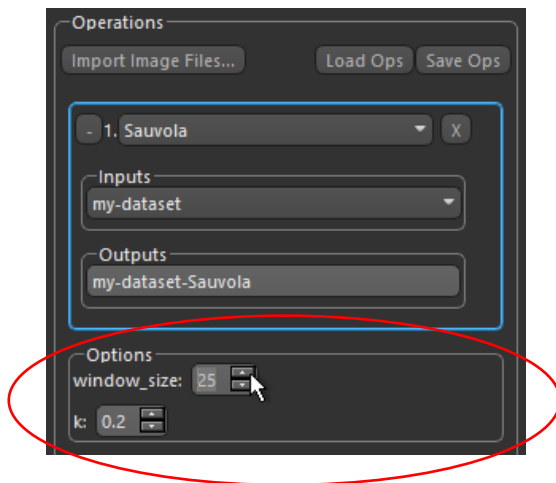 Operations
Import Image Files... Load Ops Save Ops
- 1. Sauvola X
Inputs
my-dataset
Outputs
my-dataset-Sauvola
Options
window_size: 25
k: 0.2